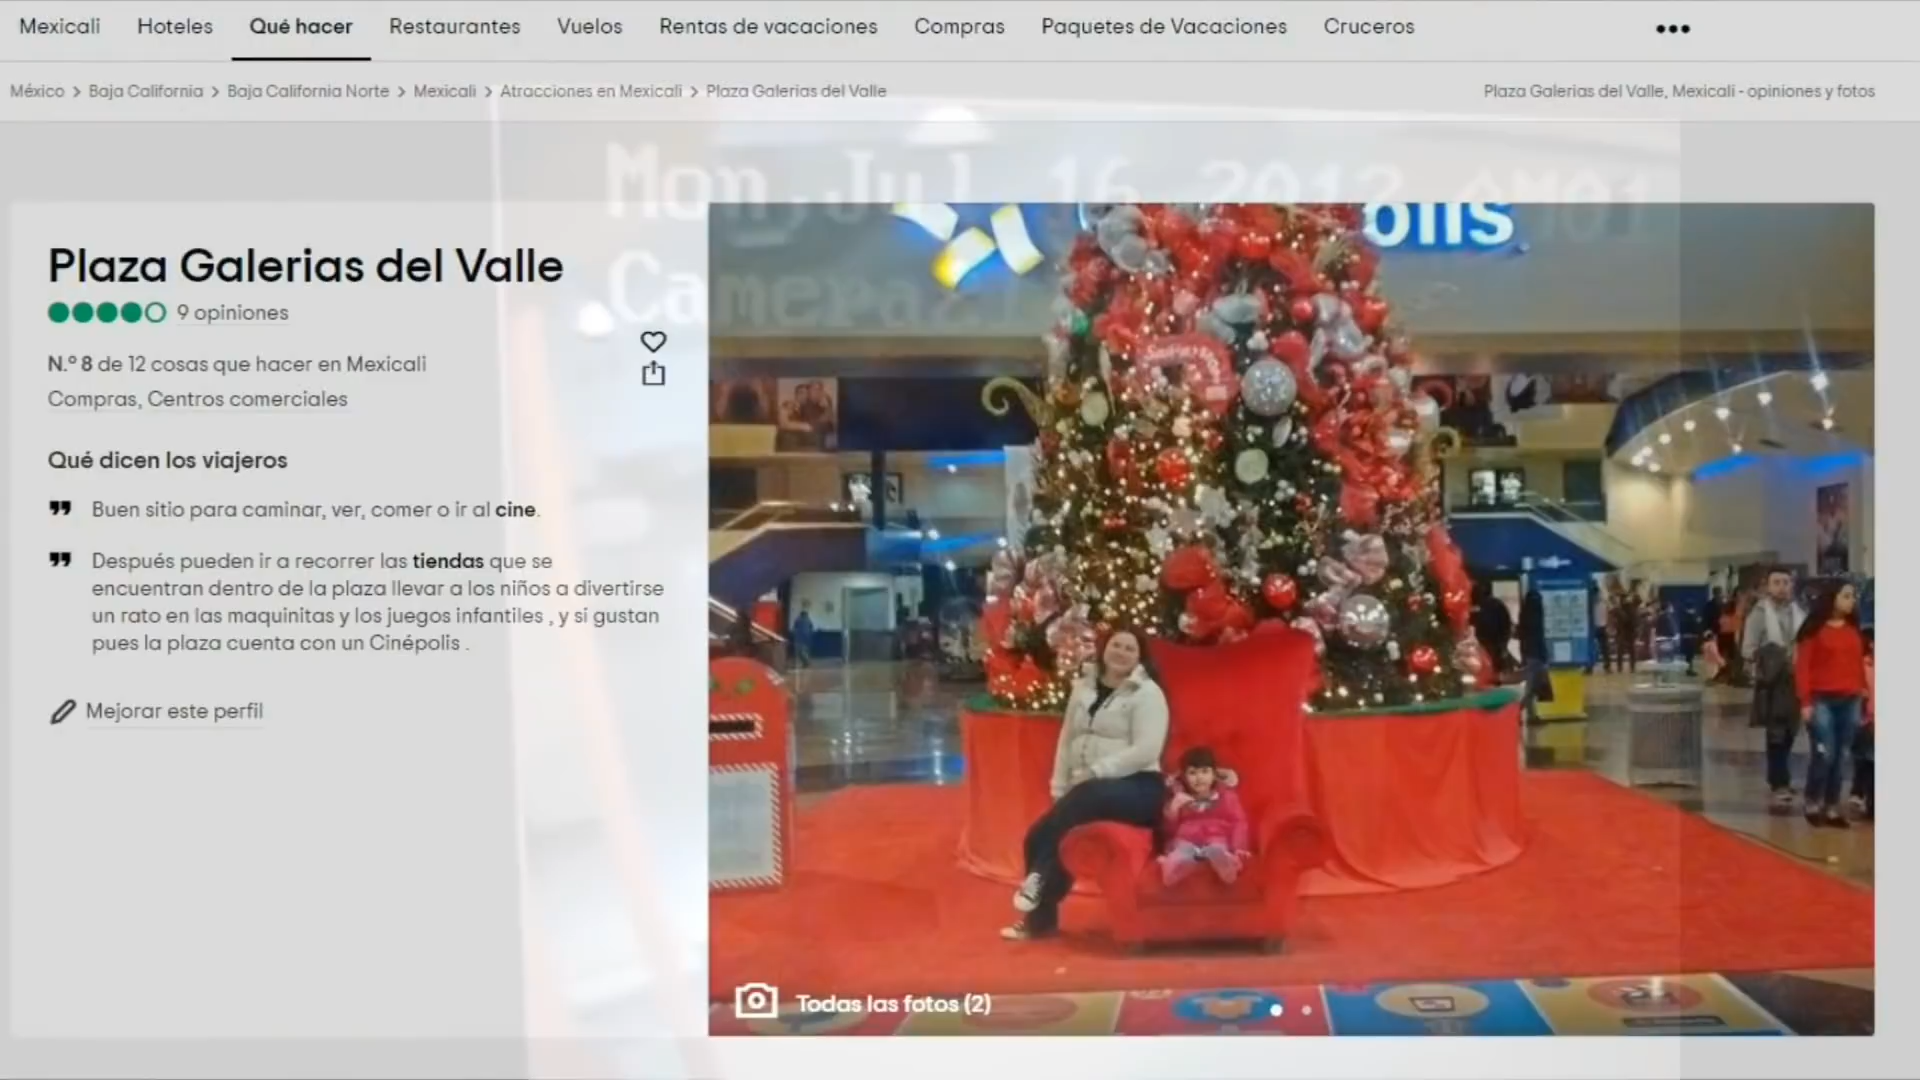 Mexicali Hoteles Qué hacer Restaurantes Vuelos Rentas de vacaciones Compras Paquetes de Vacaciones Cruceros
México > Baja California > Baja California Norte > Mexicali > Atracciones en Mexicali > Plaza Galerias del Valle
Plaza Galerias del Valle, Mexicali - opiniones y fotos
Mon,Jul 16 2012
olis
Plaza Galerias del Valle
9 opiniones
N.º 8 de 12 cosas que hacer en Mexicali
Compras, Centros comerciales
Qué dicen los viajeros
Buen sitio para caminar, ver, comer o ir al cine.
Después pueden ir a recorrer las tiendas que se
encuentran dentro de la plaza llevar a los niños a divertirse
un rato en las maquinitas y los juegos infantiles , y si gustan
pues la plaza cuenta con un Cinépolis .
Mejorar este perfil
Todas las fotos (2)